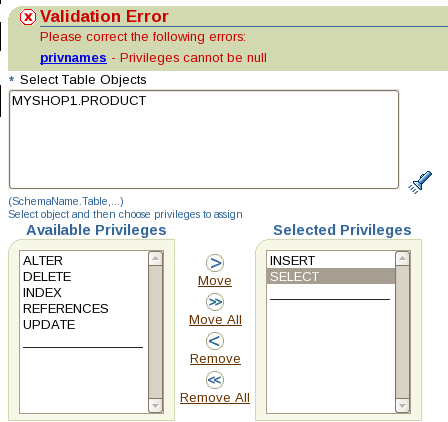 Validation Error
Please correct the following errors:
privnames - Privileges cannot be null
* Select Table Objects
MYSHOP1.PRODUCT
(SchemaName.Table,...)
Select object and then choose privileges to assign
Available Privileges
ALTER
DELETE
INDEX
REFERENCES
UPDATE
Move
Move All
Remove
Remove All
Selected Privileges
INSERT
SELECT